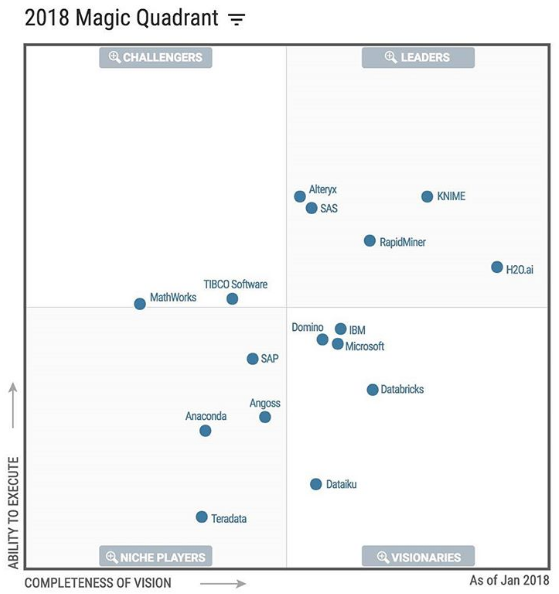 2018 Magic Quadrant
CHALLENGERS
LEADERS
Alteryx
KNIME
SAS
RapidMiner
H2O.ai
TIBCO Software
MathWorks
Domino
IBM
Microsoft
SAP
Databricks
Angoss
Anaconda
Dataiku
Teradata
ABILITY TO EXECUTE
NICHE PLAYERS
VISIONARIES
COMPLETENESS OF VISION
As of Jan 2018